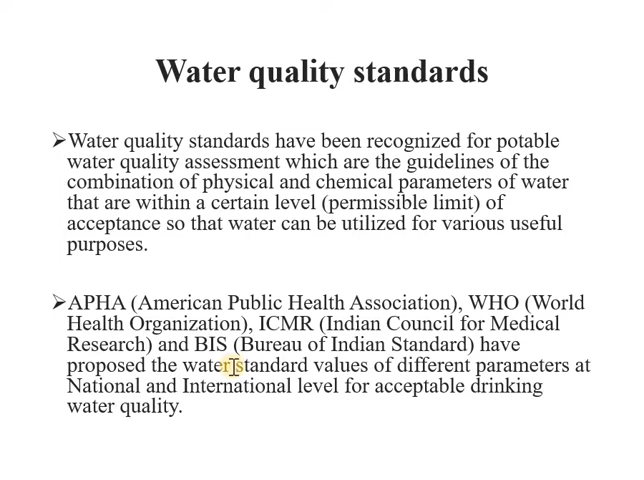 Water quality standards
➢Water quality standards have been recognized for potable
water quality assessment which are the guidelines of the
combination of physical and chemical parameters of water
that are within a certain level (permissible limit) of
acceptance so that water can be utilized for various useful
purposes.
➢APHA (American Public Health Association), WHO (World
Health Organization), ICMR (Indian Council for Medical
Research) and BIS (Bureau of Indian Standard) have
proposed the water standard values of different parameters at
National and International level for acceptable drinking
water quality.